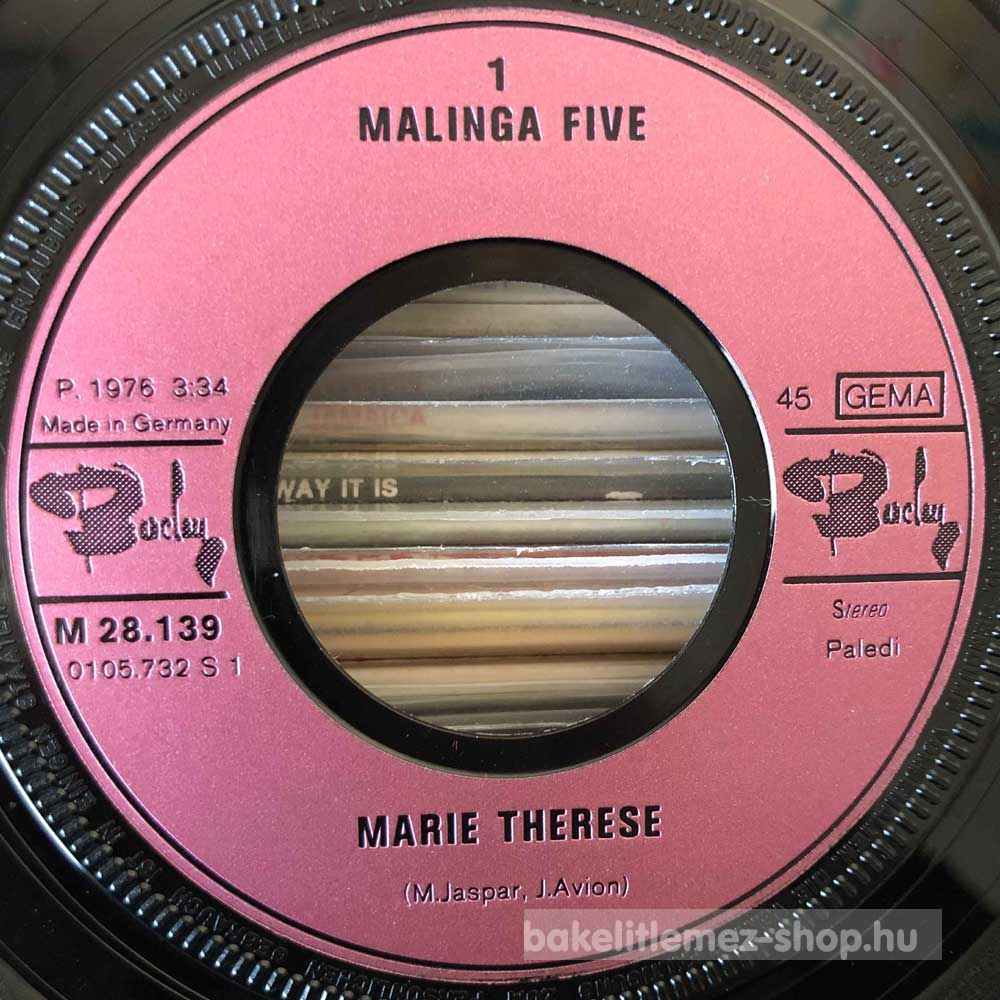 1
MALINGA FIVE
P. 1976 3:34
Made in Germany
Barclay
M 28.139
0105.732 S 1
45 GEMA
Barclay
Stereo
Paledi
WAY IT IS
MARIE THERESE
(M.Jaspar, J.Avion)
bakelitlemez-shop.hu